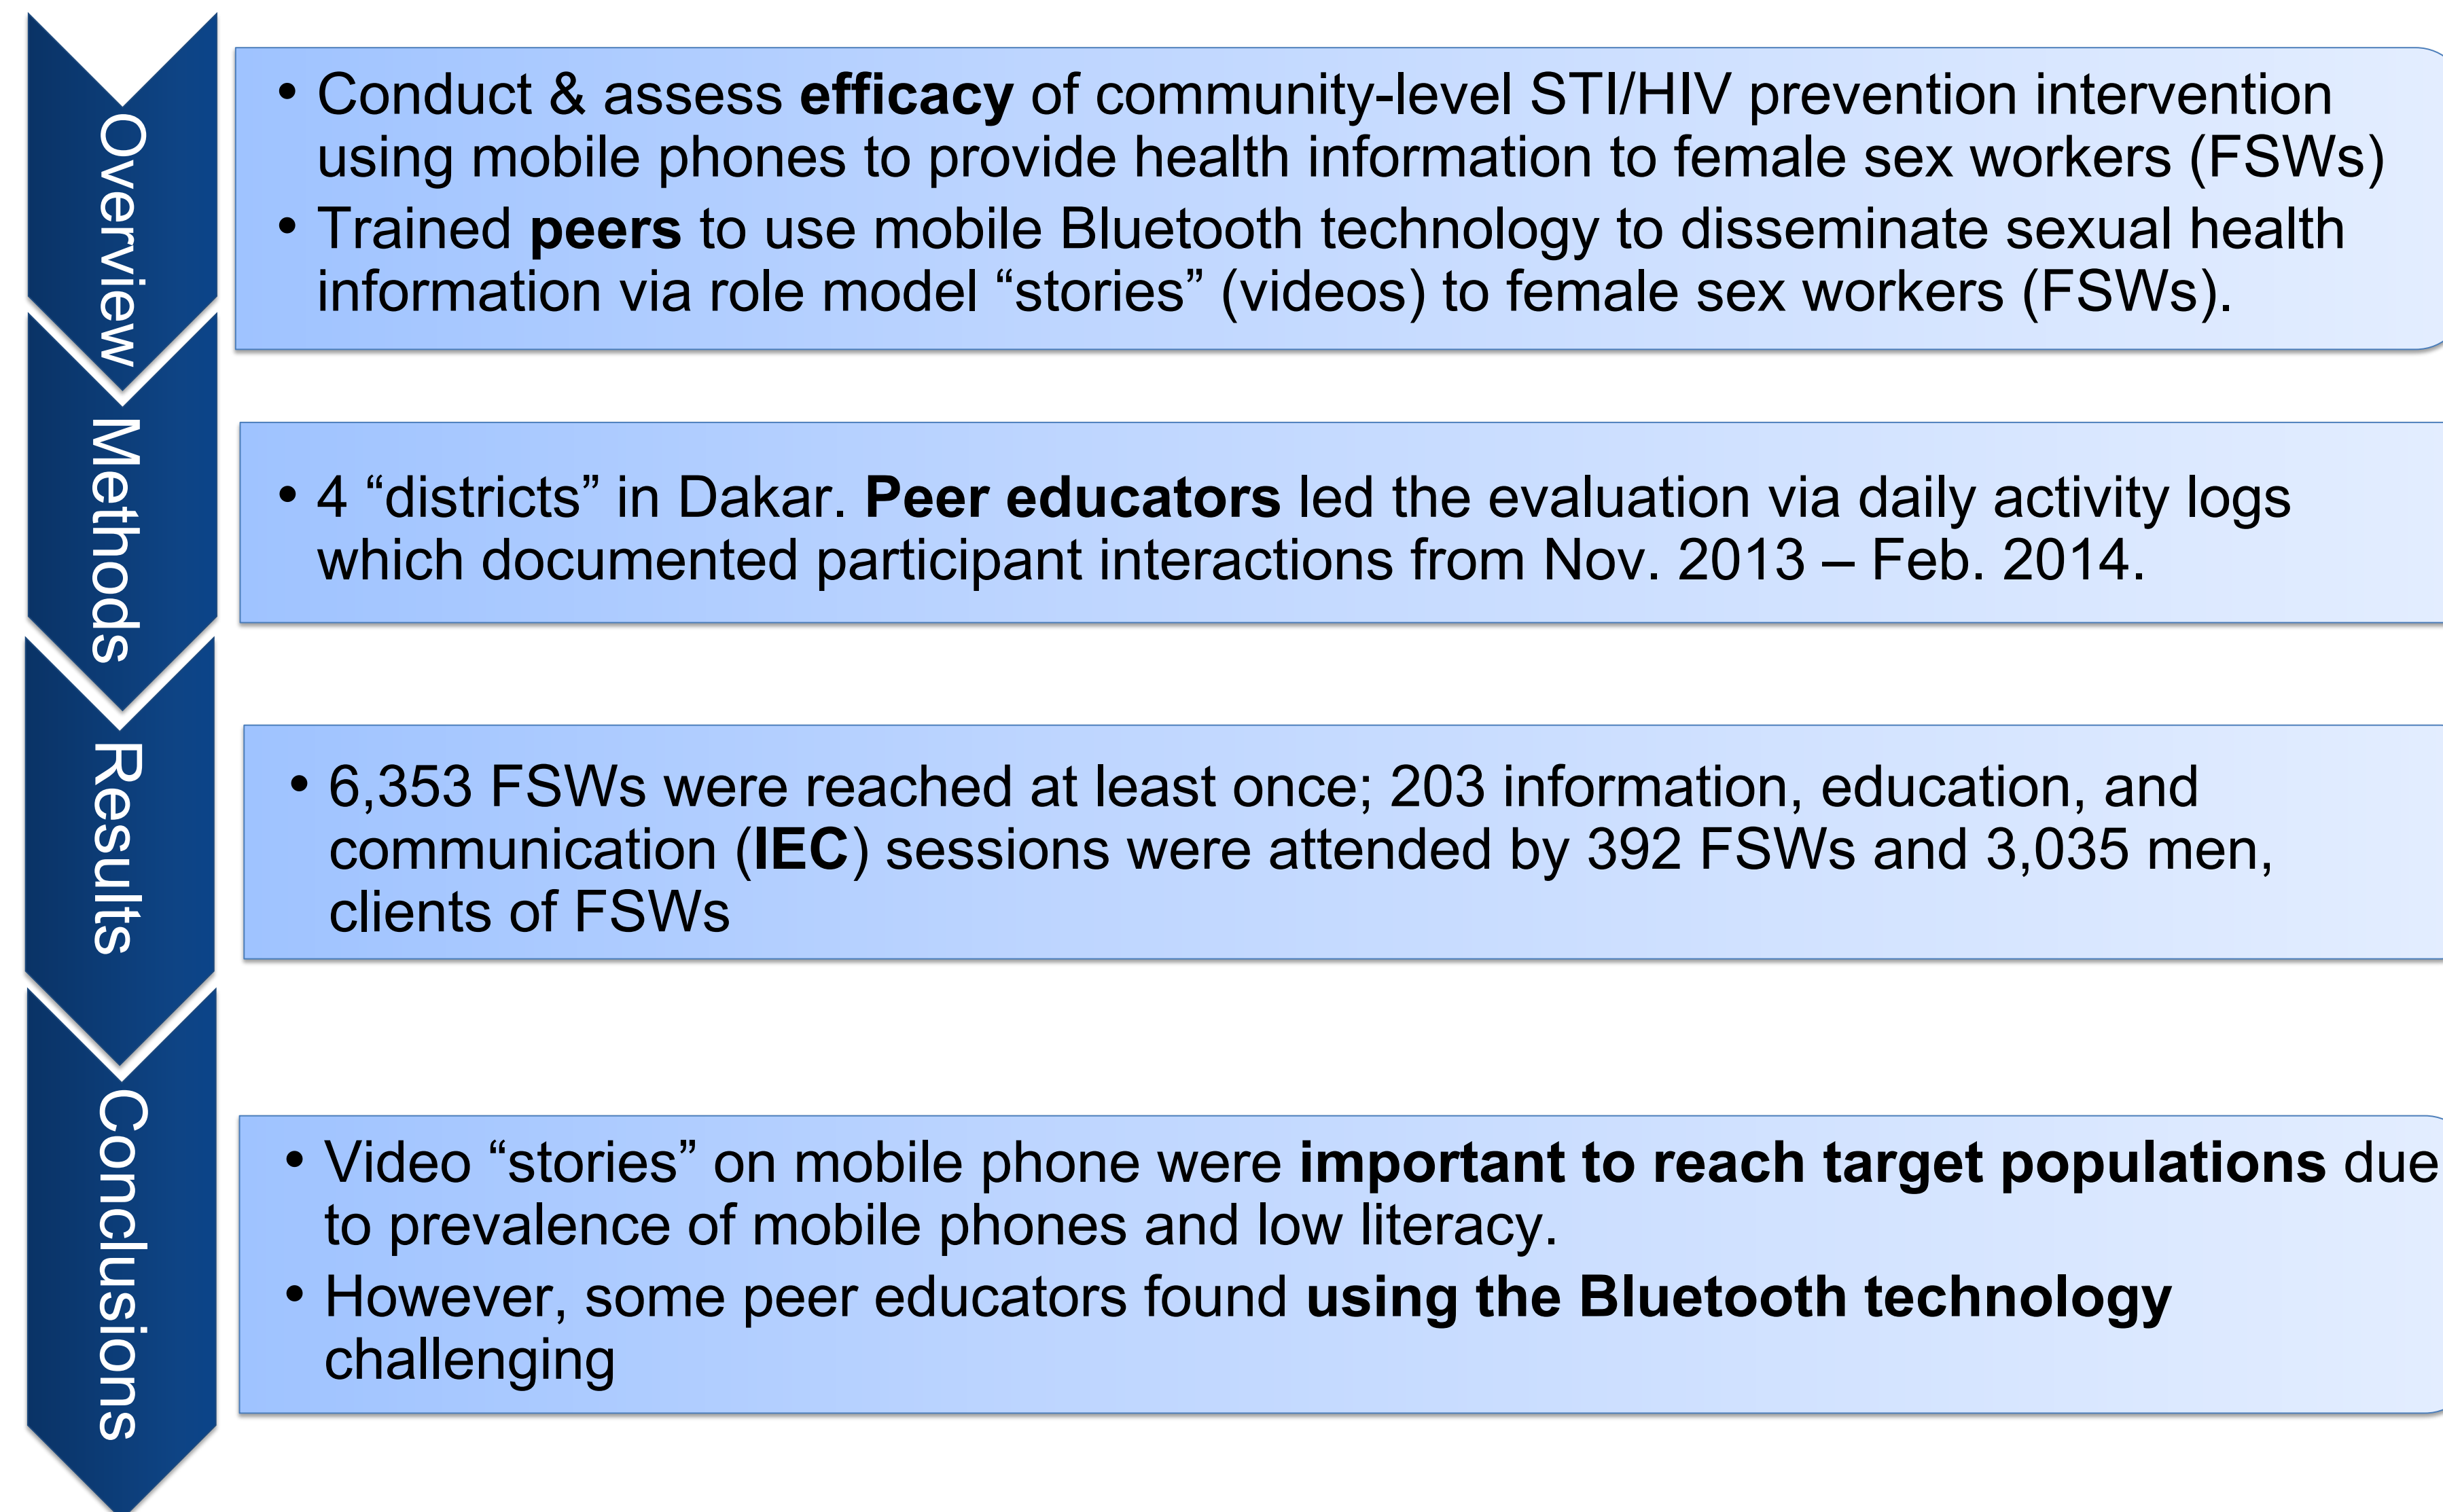 Overview
• Conduct & assess efficacy of community-level STI/HIV prevention intervention
using mobile phones to provide health information to female sex workers (FSWs)
• Trained peers to use mobile Bluetooth technology to disseminate sexual health
information via role model “stories” (videos) to female sex workers (FSWs).
Methods
• 4 “districts” in Dakar. Peer educators led the evaluation via daily activity logs
which documented participant interactions from Nov. 2013 – Feb. 2014.
Results
• 6,353 FSWs were reached at least once; 203 information, education, and
communication (IEC) sessions were attended by 392 FSWs and 3,035 men,
clients of FSWs
Conclusions
• Video “stories” on mobile phone were important to reach target populations due
to prevalence of mobile phones and low literacy.
• However, some peer educators found using the Bluetooth technology
challenging